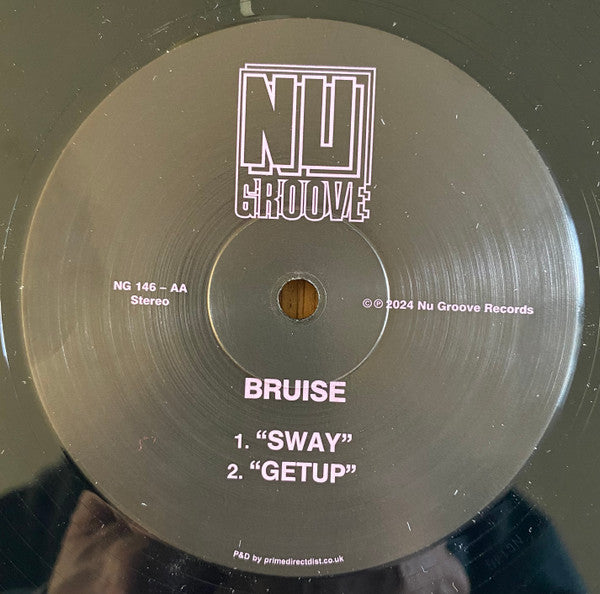 NU
GROOVE
NG 146 – AA
Stereo
©℗ 2024 Nu Groove Records
BRUISE
1. “SWAY”
2. “GETUP”
P&D by primedirectdist.co.uk